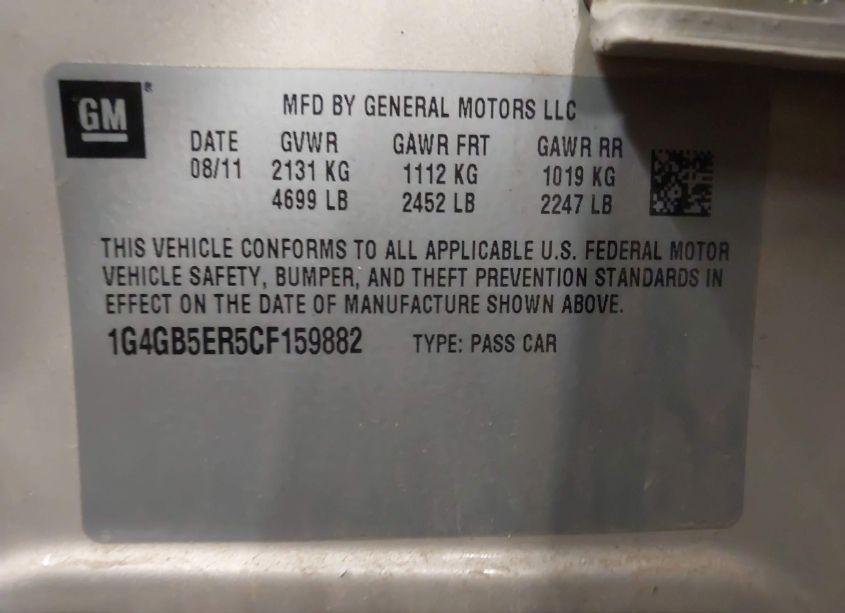 GM ®
MFD BY GENERAL MOTORS LLC
DATE GVWR GAWR FRT GAWR RR
08/11 2131 KG 1112 KG 1019 KG
4699 LB 2452 LB 2247 LB
THIS VEHICLE CONFORMS TO ALL APPLICABLE U.S. FEDERAL MOTOR
VEHICLE SAFETY, BUMPER, AND THEFT PREVENTION STANDARDS IN
EFFECT ON THE DATE OF MANUFACTURE SHOWN ABOVE.
1G4GB5ER5CF159882 TYPE: PASS CAR